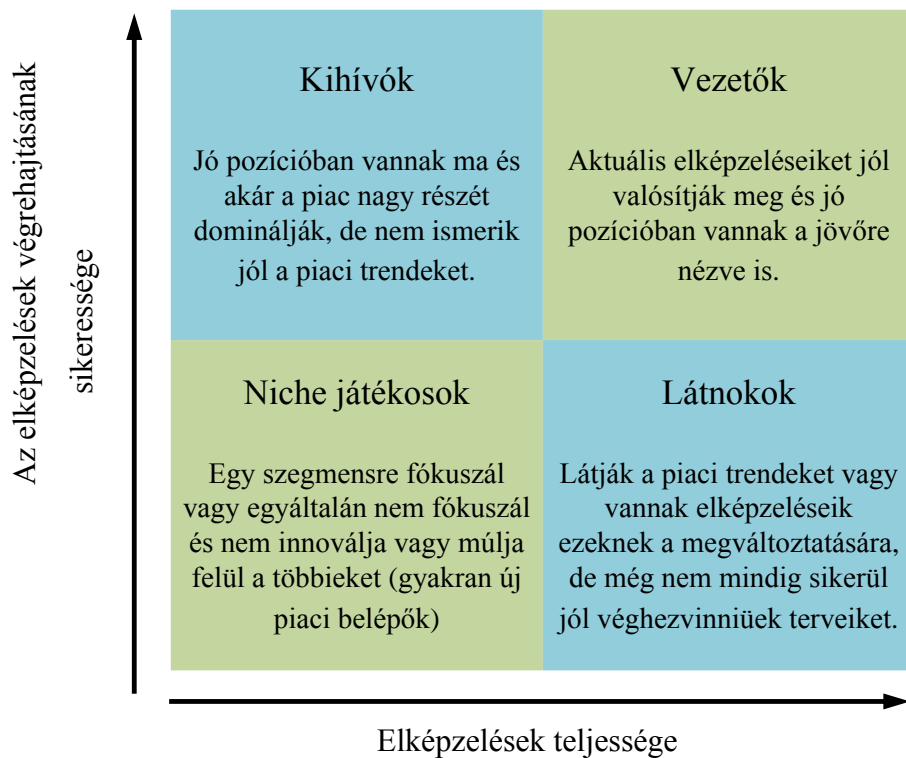 Az elképzelések végrehajtásának
sikeressége
Kihívók
Jó pozícióban vannak ma és
akár a piac nagy részét
dominálják, de nem ismerik
jól a piaci trendeket.
Vezetők
Aktuális elképzeléseiket jól
valósítják meg és jó
pozícióban vannak a jövőre
nézve is.
Niche játékosok
Egy szegmensre fókuszál
vagy egyáltalán nem fókuszál
és nem innoválja vagy múlja
felül a többieket (gyakran új
piaci belépők)
Látnokok
Látják a piaci trendeket vagy
vannak elképzeléseik
ezeknek a megváltoztatására,
de még nem mindig sikerül
jól véghezvinniüek terveiket.
Elképzelések teljessége